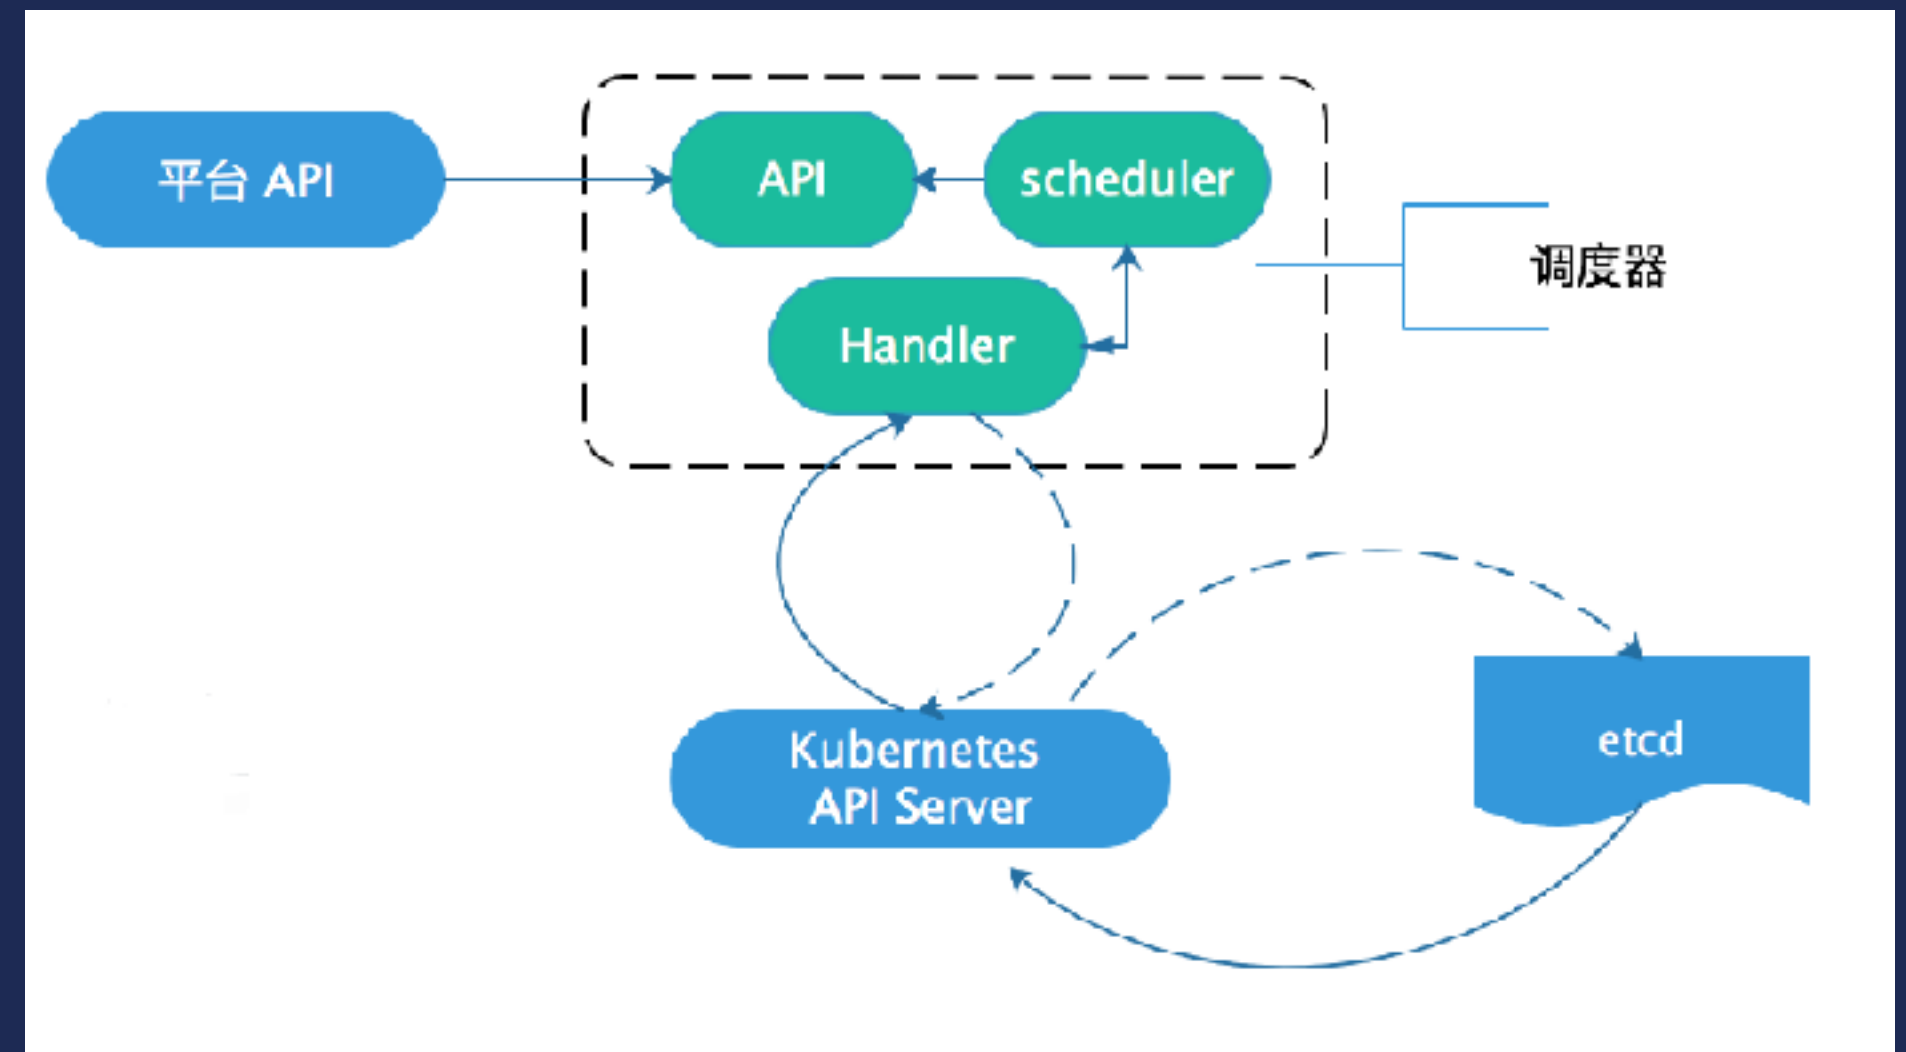 平台 API
API
scheduler
调度器
Handler
Kubernetes
API Server
etcd